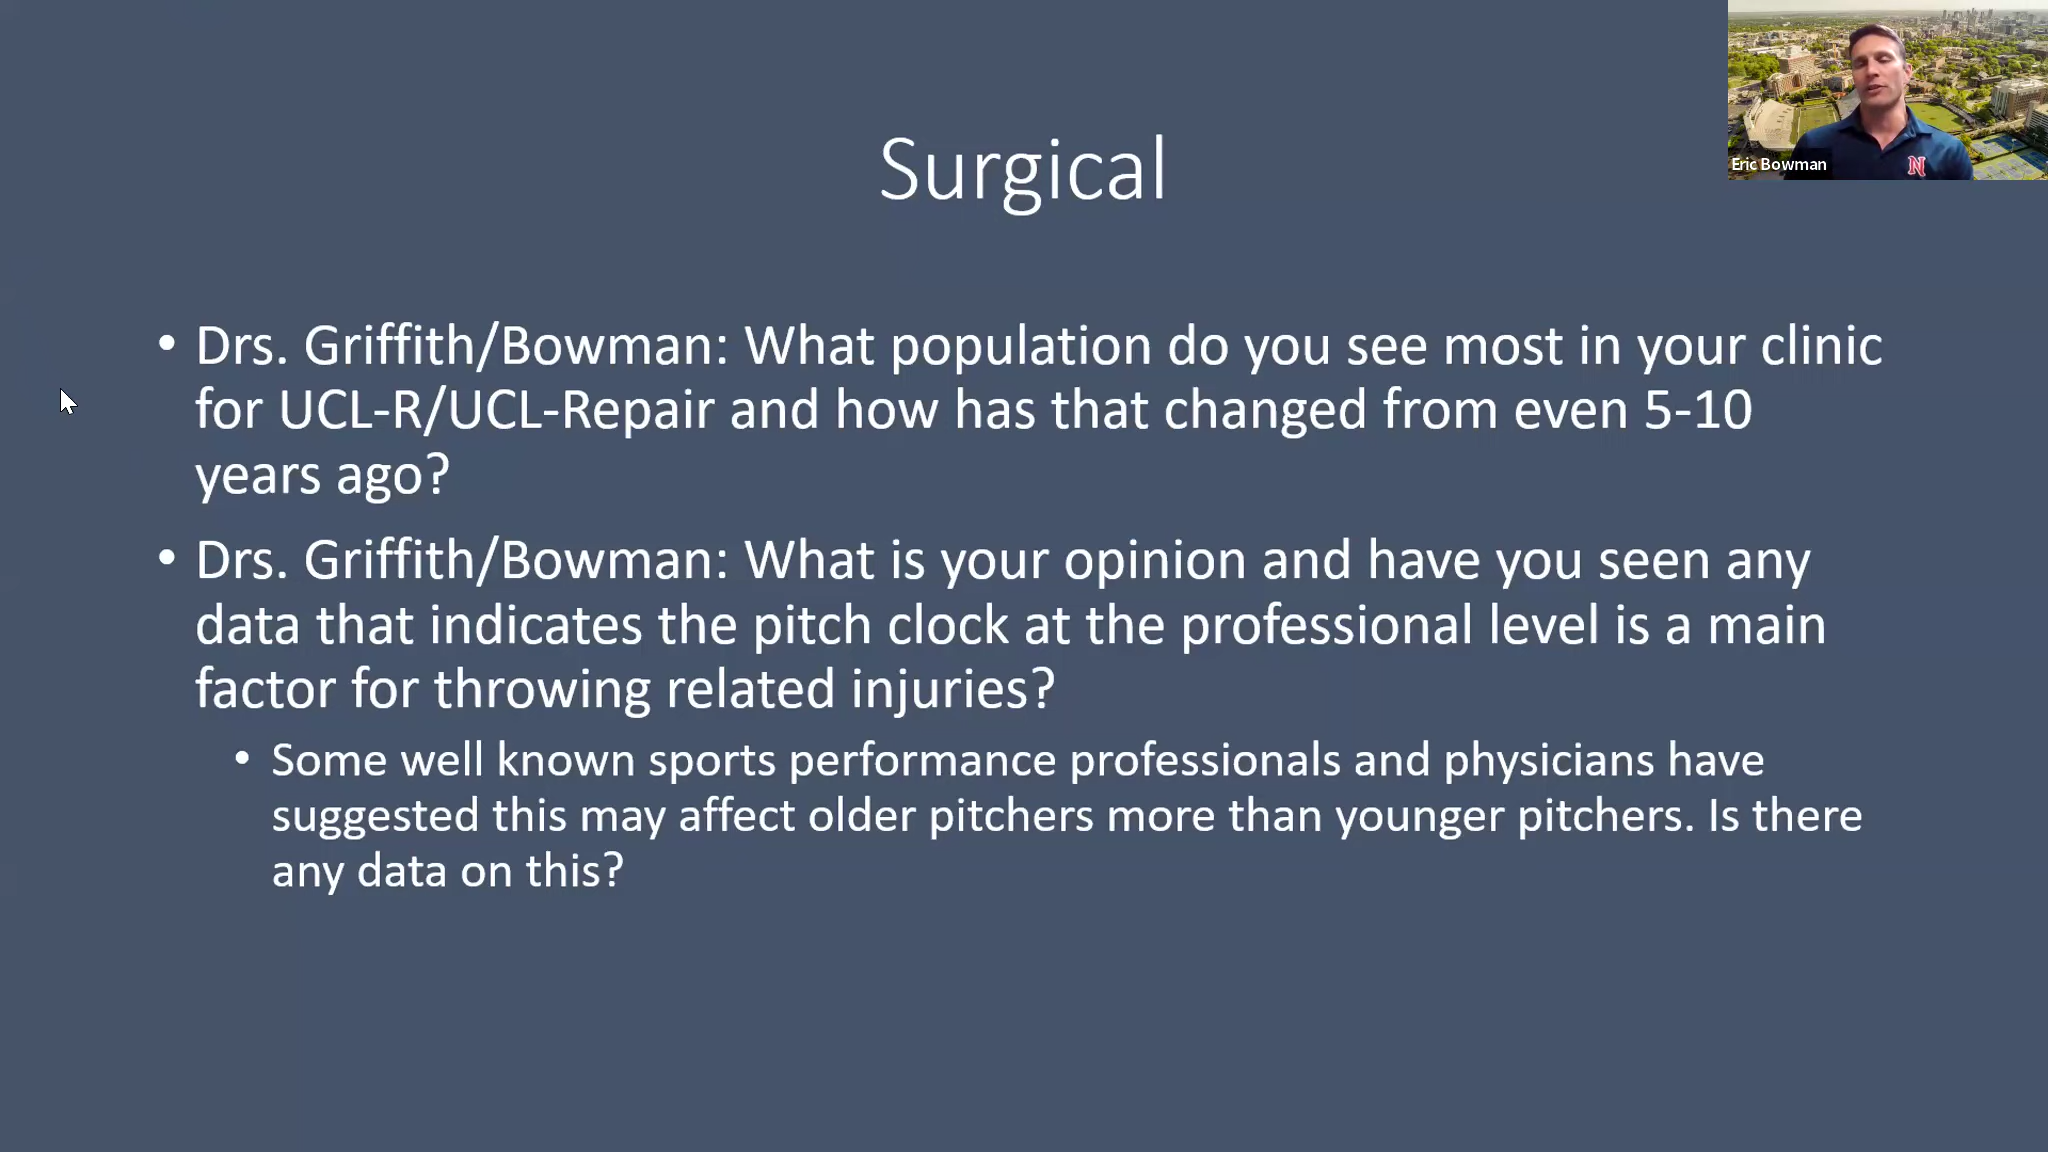 Surgical
Eric Bowman
N
• Drs. Griffith/Bowman: What population do you see most in your clinic
for UCL-R/UCL-Repair and how has that changed from even 5-10
years ago?
• Drs. Griffith/Bowman: What is your opinion and have you seen any
data that indicates the pitch clock at the professional level is a main
factor for throwing related injuries?
• Some well known sports performance professionals and physicians have
suggested this may affect older pitchers more than younger pitchers. Is there
any data on this?